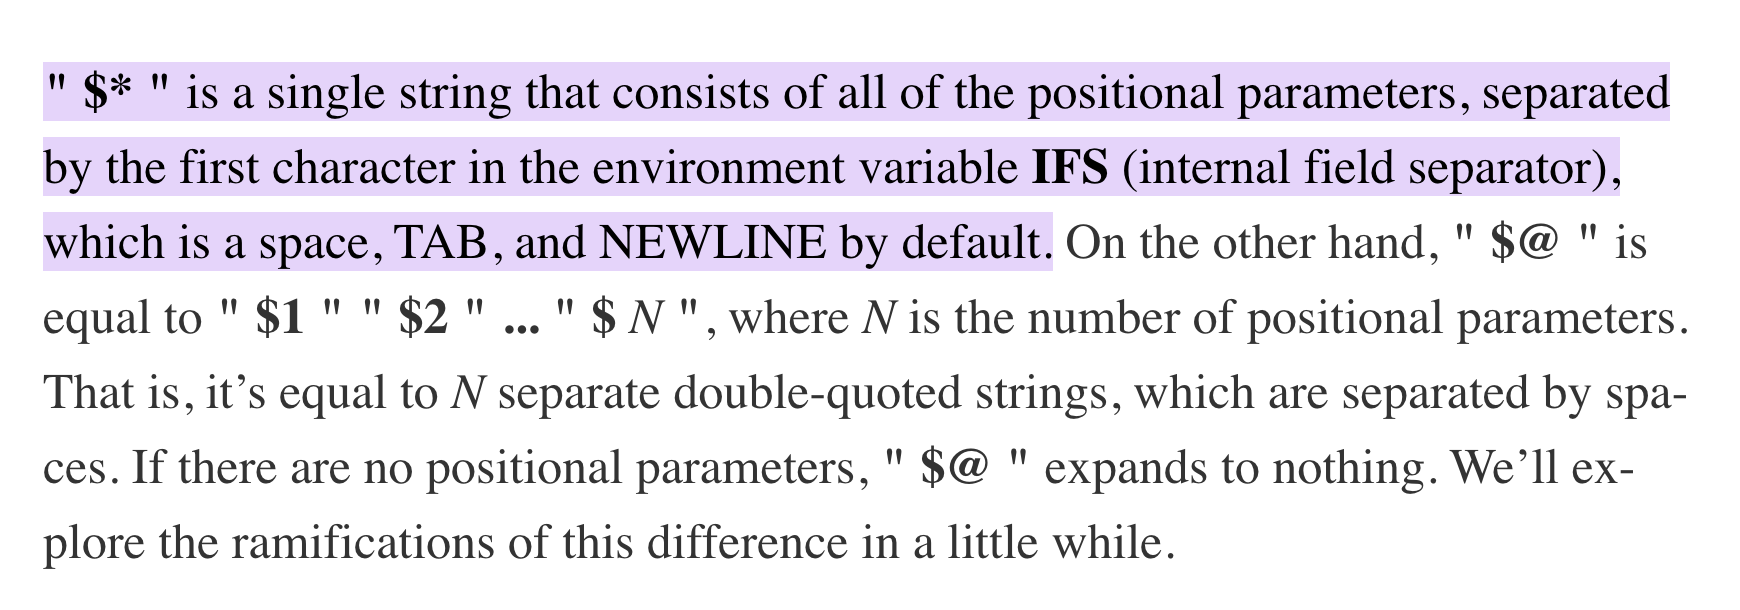 " $* " is a single string that consists of all of the positional parameters, separated
by the first character in the environment variable IFS (internal field separator),
which is a space, TAB, and NEWLINE by default. On the other hand, " $@ " is
equal to " $1 " " $2 " ... " $ N ", where N is the number of positional parameters.
That is, it’s equal to N separate double-quoted strings, which are separated by spa-
ces. If there are no positional parameters, " $@ " expands to nothing. We’ll ex-
plore the ramifications of this difference in a little while.